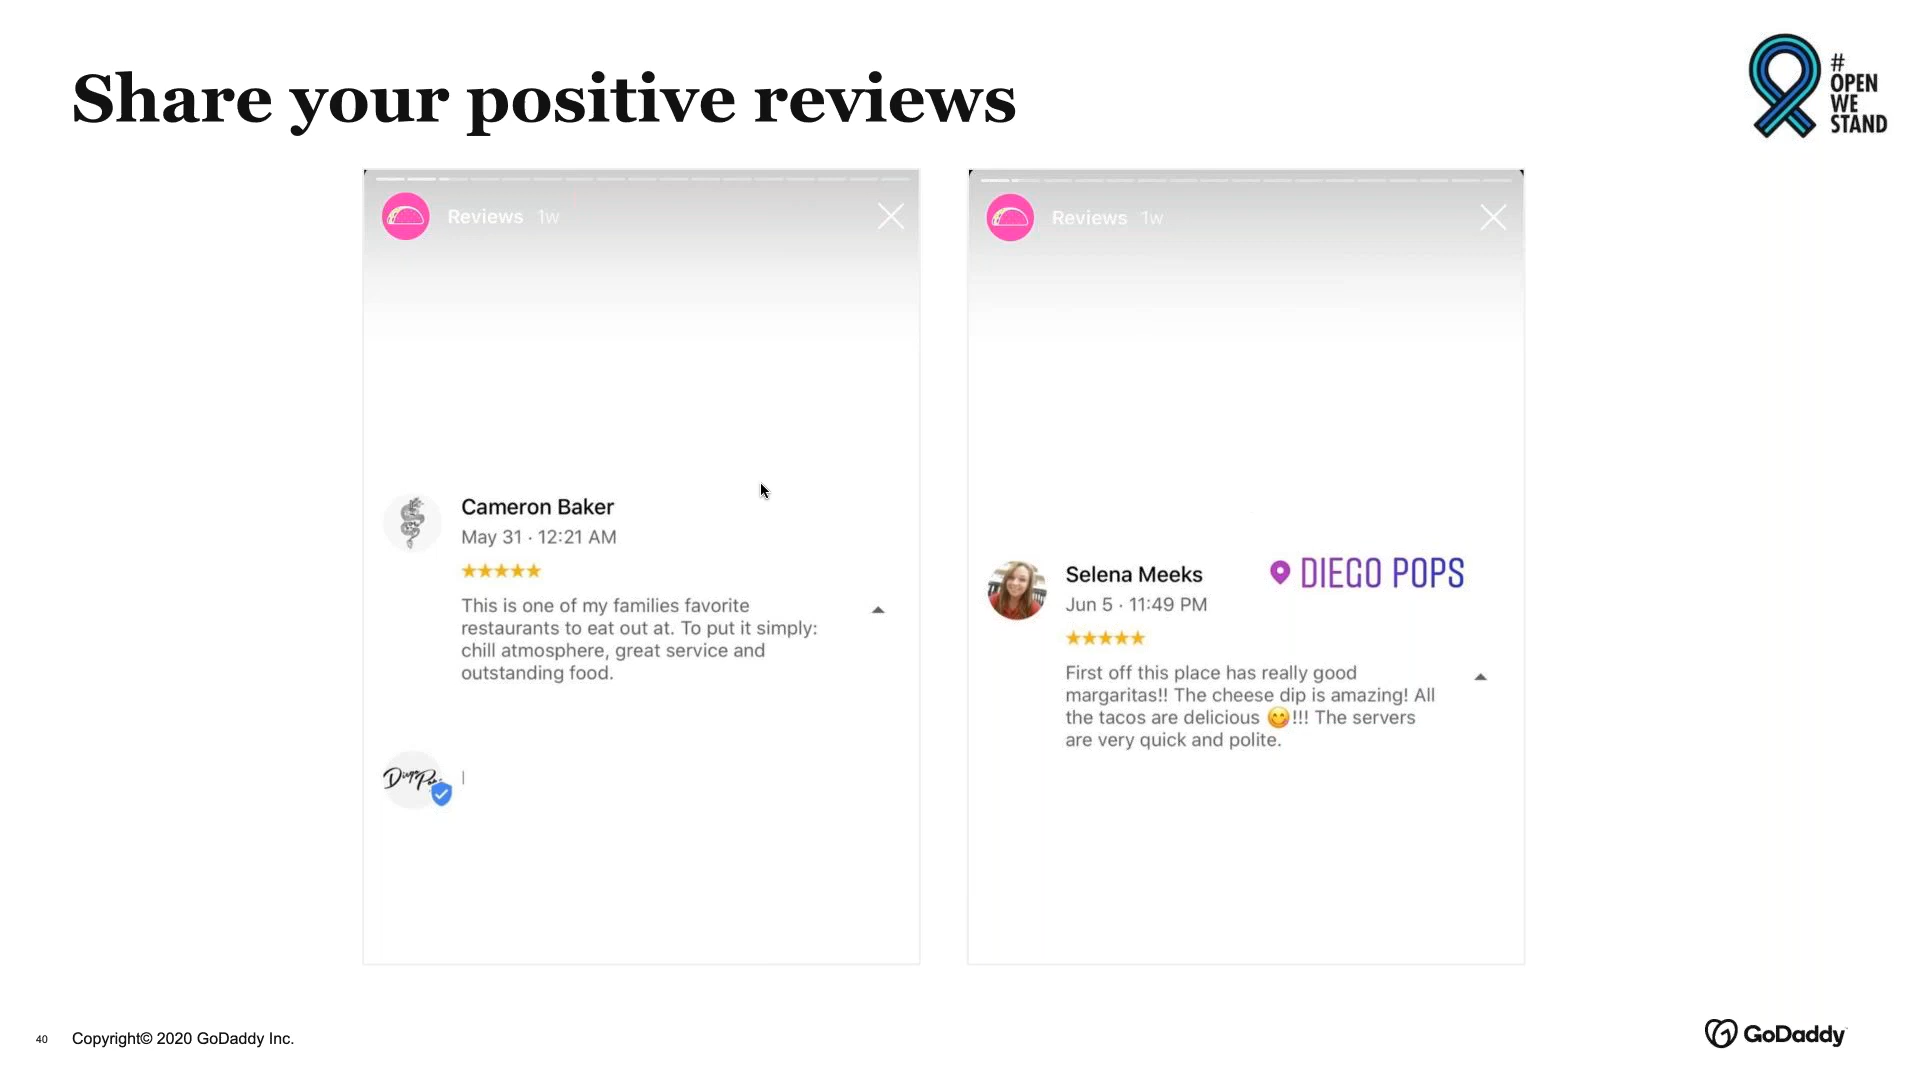 Share your positive reviews
#
OPEN
WE
STAND
Reviews 1w
Cameron Baker
May 31 · 12:21 AM
This is one of my families favorite
restaurants to eat out at. To put it simply:
chill atmosphere, great service and
outstanding food.
Diego Pops
Reviews 1w
Selena Meeks
DIEGO POPS
Jun 5 · 11:49 PM
First off this place has really good
margaritas!! The cheese dip is amazing! All
the tacos are delicious 😋!!! The servers
are very quick and polite.
40
Copyright© 2020 GoDaddy Inc.
GoDaddy